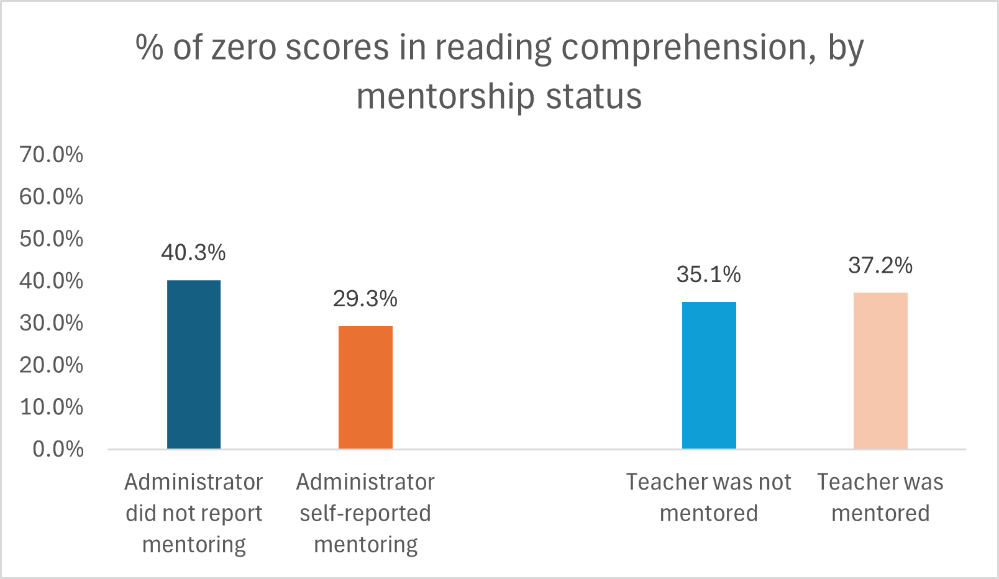 % of zero scores in reading comprehension, by
mentorship status
70.0%
60.0%
50.0%
40.0%
30.0%
20.0%
10.0%
0.0%
40.3%
29.3%
35.1%
37.2%
Administrator
did not report
mentoring
Administrator
self-reported
mentoring
Teacher was not
mentored
Teacher was
mentored